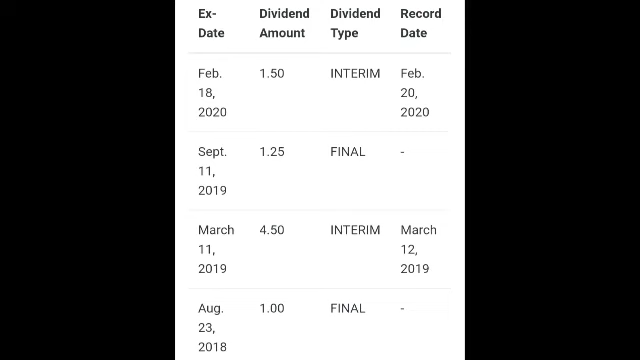 Ex- Dividend Dividend Record
Date Amount Type Date
Feb. 1.50 INTERIM Feb.
18, 20,
2020 2020
Sept. 1.25 FINAL -
11,
2019
March 4.50 INTERIM March
11, 12,
2019 2019
Aug. 1.00 FINAL -
23,
2018